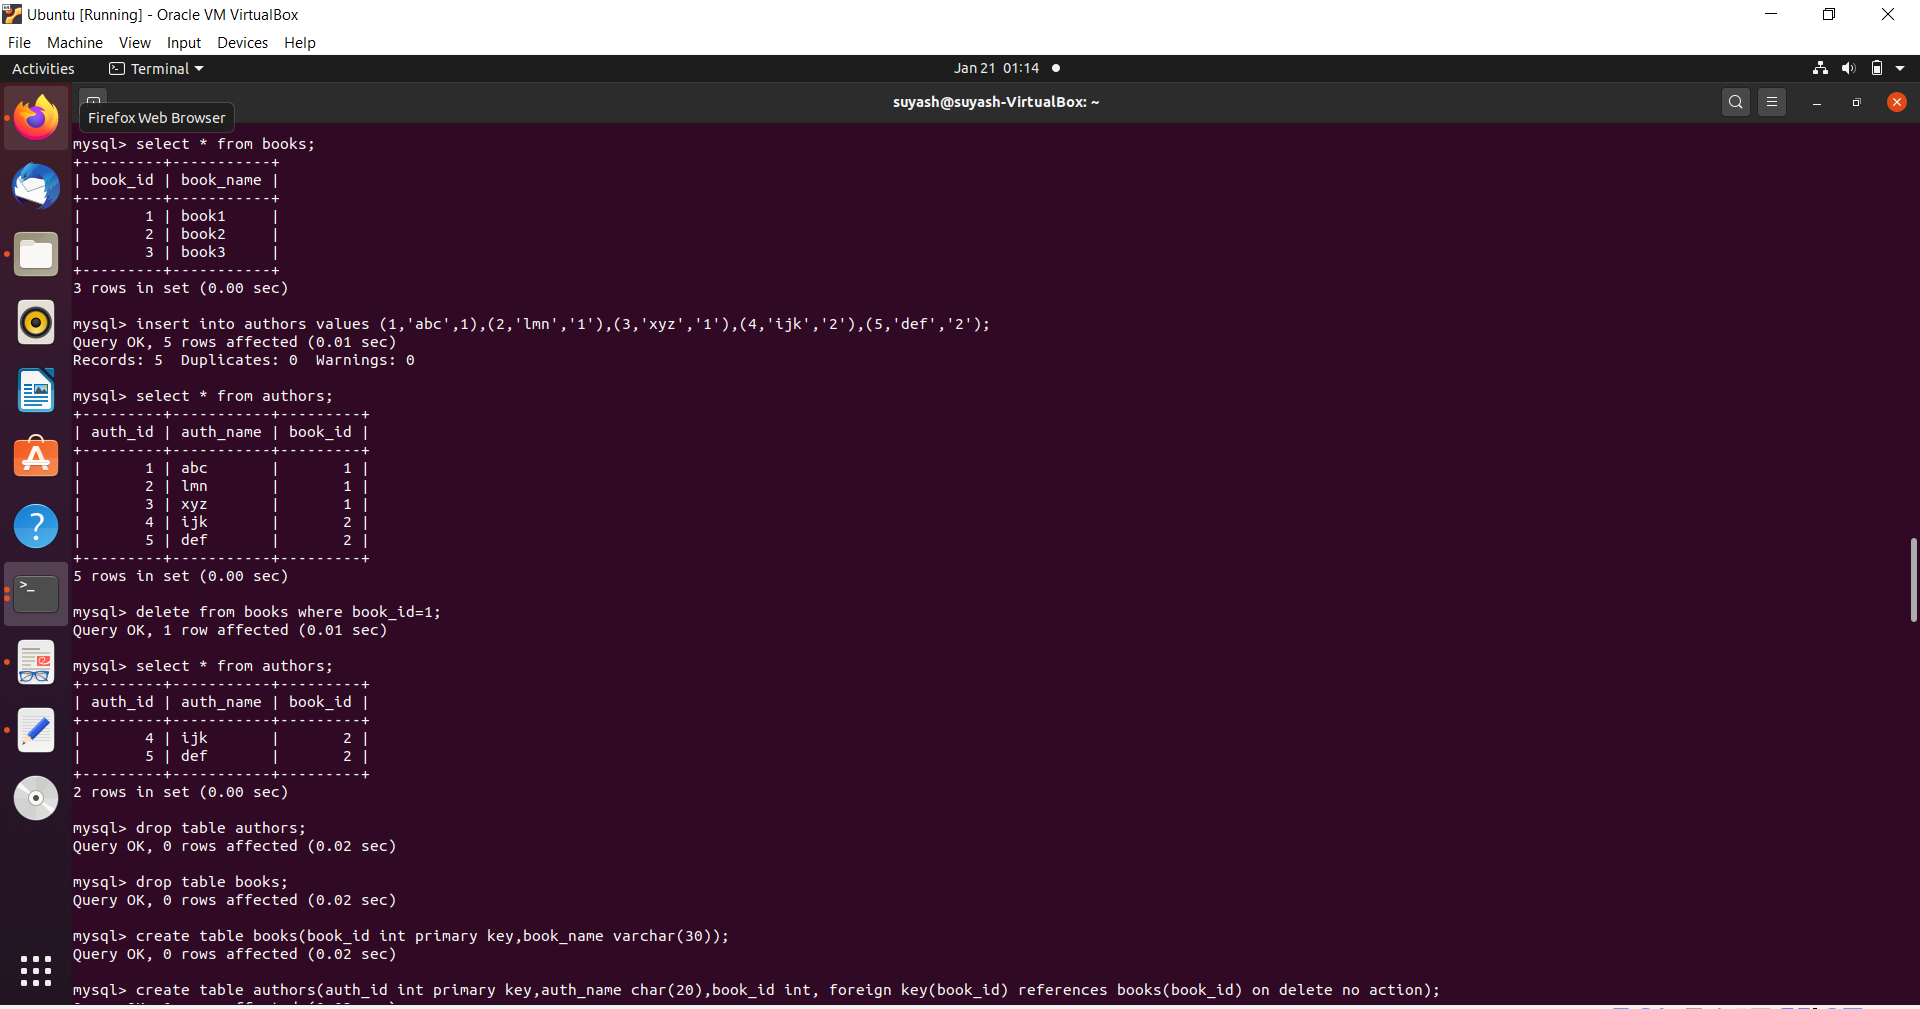 Ubuntu [Running] - Oracle VM VirtualBox
File Machine View Input Devices Help
Activities Terminal Jan 21 01:14
suyash@suyash-VirtualBox: ~
Firefox Web Browser
mysql> select * from books;
+---------+-----------+
| book_id | book_name |
+---------+-----------+
|       1 | book1     |
|       2 | book2     |
|       3 | book3     |
+---------+-----------+
3 rows in set (0.00 sec)
mysql> insert into authors values (1,'abc',1),(2,'lmn','1'),(3,'xyz','1'),(4,'ijk','2'),(5,'def','2');
Query OK, 5 rows affected (0.01 sec)
Records: 5  Duplicates: 0  Warnings: 0
mysql> select * from authors;
+---------+-----------+---------+
| auth_id | auth_name | book_id |
+---------+-----------+---------+
|       1 | abc       |       1 |
|       2 | lmn       |       1 |
|       3 | xyz       |       1 |
|       4 | ijk       |       2 |
|       5 | def       |       2 |
+---------+-----------+---------+
5 rows in set (0.00 sec)
mysql> delete from books where book_id=1;
Query OK, 1 row affected (0.01 sec)
mysql> select * from authors;
+---------+-----------+---------+
| auth_id | auth_name | book_id |
+---------+-----------+---------+
|       4 | ijk       |       2 |
|       5 | def       |       2 |
+---------+-----------+---------+
2 rows in set (0.00 sec)
mysql> drop table authors;
Query OK, 0 rows affected (0.02 sec)
mysql> drop table books;
Query OK, 0 rows affected (0.02 sec)
mysql> create table books(book_id int primary key,book_name varchar(30));
Query OK, 0 rows affected (0.02 sec)
mysql> create table authors(auth_id int primary key,auth_name char(20),book_id int, foreign key(book_id) references books(book_id) on delete no action);